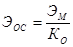 Э_ОС = Э_М / К_О